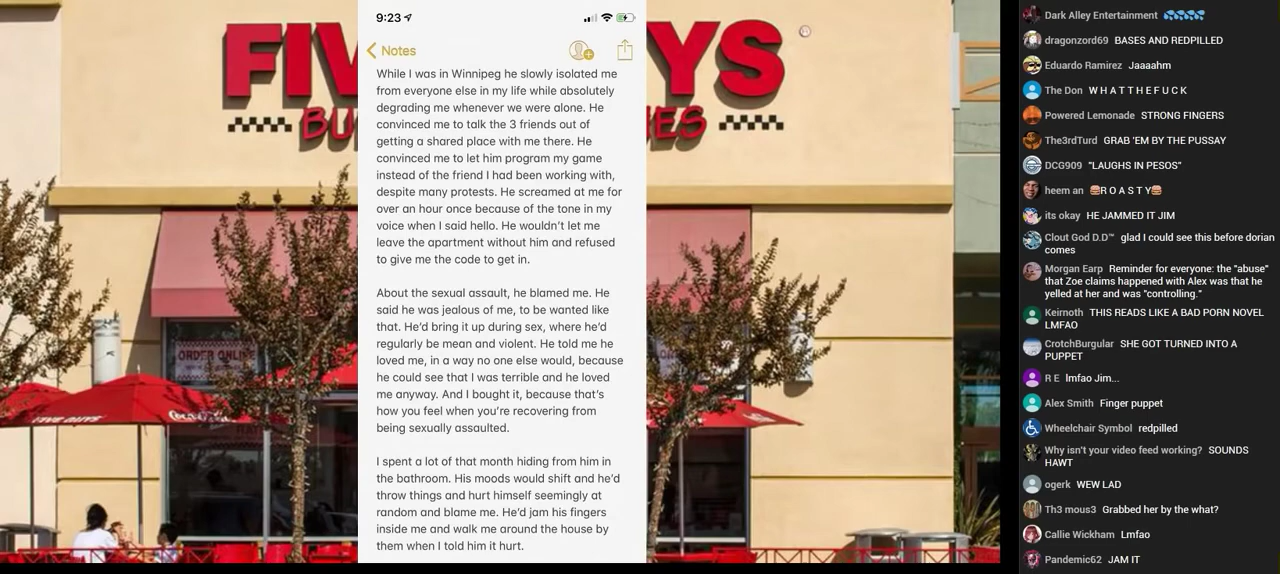 FIV
YS
BU
ES
ORDER ONLINE
FIVE GUYS
Coca-Cola
9:23
Notes
While I was in Winnipeg he slowly isolated me
from everyone else in my life while absolutely
degrading me whenever we were alone. He
convinced me to talk the 3 friends out of
getting a shared place with me there. He
convinced me to let him program my game
instead of the friend I had been working with,
despite many protests. He screamed at me for
over an hour once because of the tone in my
voice when I said hello. He wouldn't let me
leave the apartment without him and refused
to give me the code to get in.
About the sexual assault, he blamed me. He
said he was jealous of me, to be wanted like
that. He'd bring it up during sex, where he'd
regularly be mean and violent. He told me he
loved me, in a way no one else would, because
he could see that I was terrible and he loved
me anyway. And I bought it, because that's
how you feel when you're recovering from
being sexually assaulted.
I spent a lot of that month hiding from him in
the bathroom. His moods would shift and he'd
throw things and hurt himself seemingly at
random and blame me. He'd jam his fingers
inside me and walk me around the house by
them when I told him it hurt.
Dark Alley Entertainment 💦💦💦💦
dragonzord69 BASES AND REDPILLED
Eduardo Ramirez Jaaaahm
The Don W H A T T H E F U C K
Powered Lemonade STRONG FINGERS
The3rdTurd GRAB 'EM BY THE PUSSAY
DCG909 "LAUGHS IN PESOS"
heem an 🍔R O A S T Y🍔
its okay HE JAMMED IT JIM
Clout God D.D™ glad I could see this before dorian
comes
Morgan Earp Reminder for everyone: the "abuse"
that Zoe claims happened with Alex was that he
yelled at her and was "controlling."
Keirnoth THIS READS LIKE A BAD PORN NOVEL
LMFAO
CrotchBurgular SHE GOT TURNED INTO A
PUPPET
R E lmfao Jim...
Alex Smith Finger puppet
Wheelchair Symbol redpilled
Why isn't your video feed working? SOUNDS
HAWT
ogerk WEW LAD
Th3 mous3 Grabbed her by the what?
Callie Wickham Lmfao
Pandemic62 JAM IT